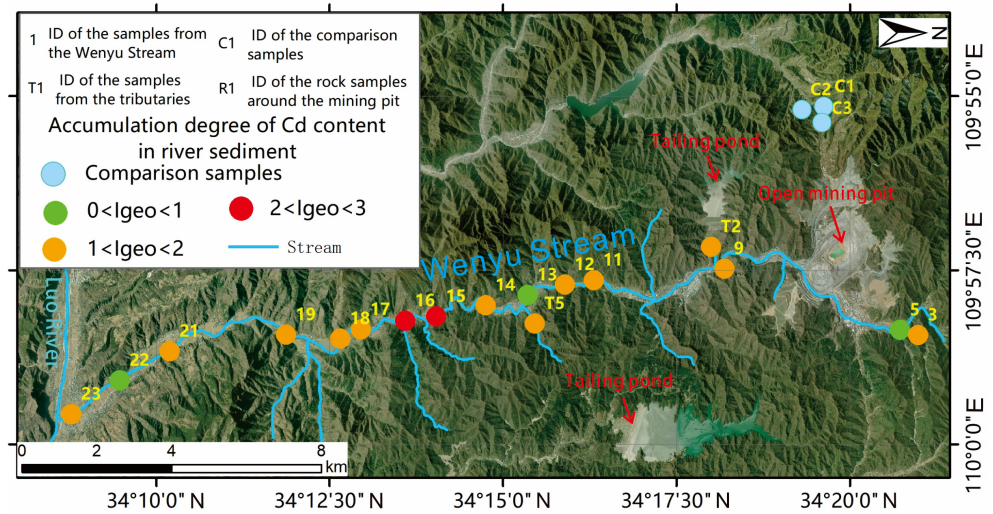 1 ID of the samples from
the Wenyu Stream
C1 ID of the comparison
samples
T1 ID of the samples
from the tributaries
R1 ID of the rock samples
around the mining pit
Accumulation degree of Cd content
in river sediment
Comparison samples
0<Igeo<1
2<Igeo<3
1<Igeo<2
Stream
N
C2
C1
C3
Tailing pond
Open mining pit
T2
9
Wenyu Stream
11
12
13
14
T5
15
16
17
18
19
21
22
23
5
3
Luo River
Tailing pond
0 2 4 8
km
109°55'0"E
109°57'30"E
110°0'0"E
34°10'0"N
34°12'30"N
34°15'0"N
34°17'30"N
34°20'0"N